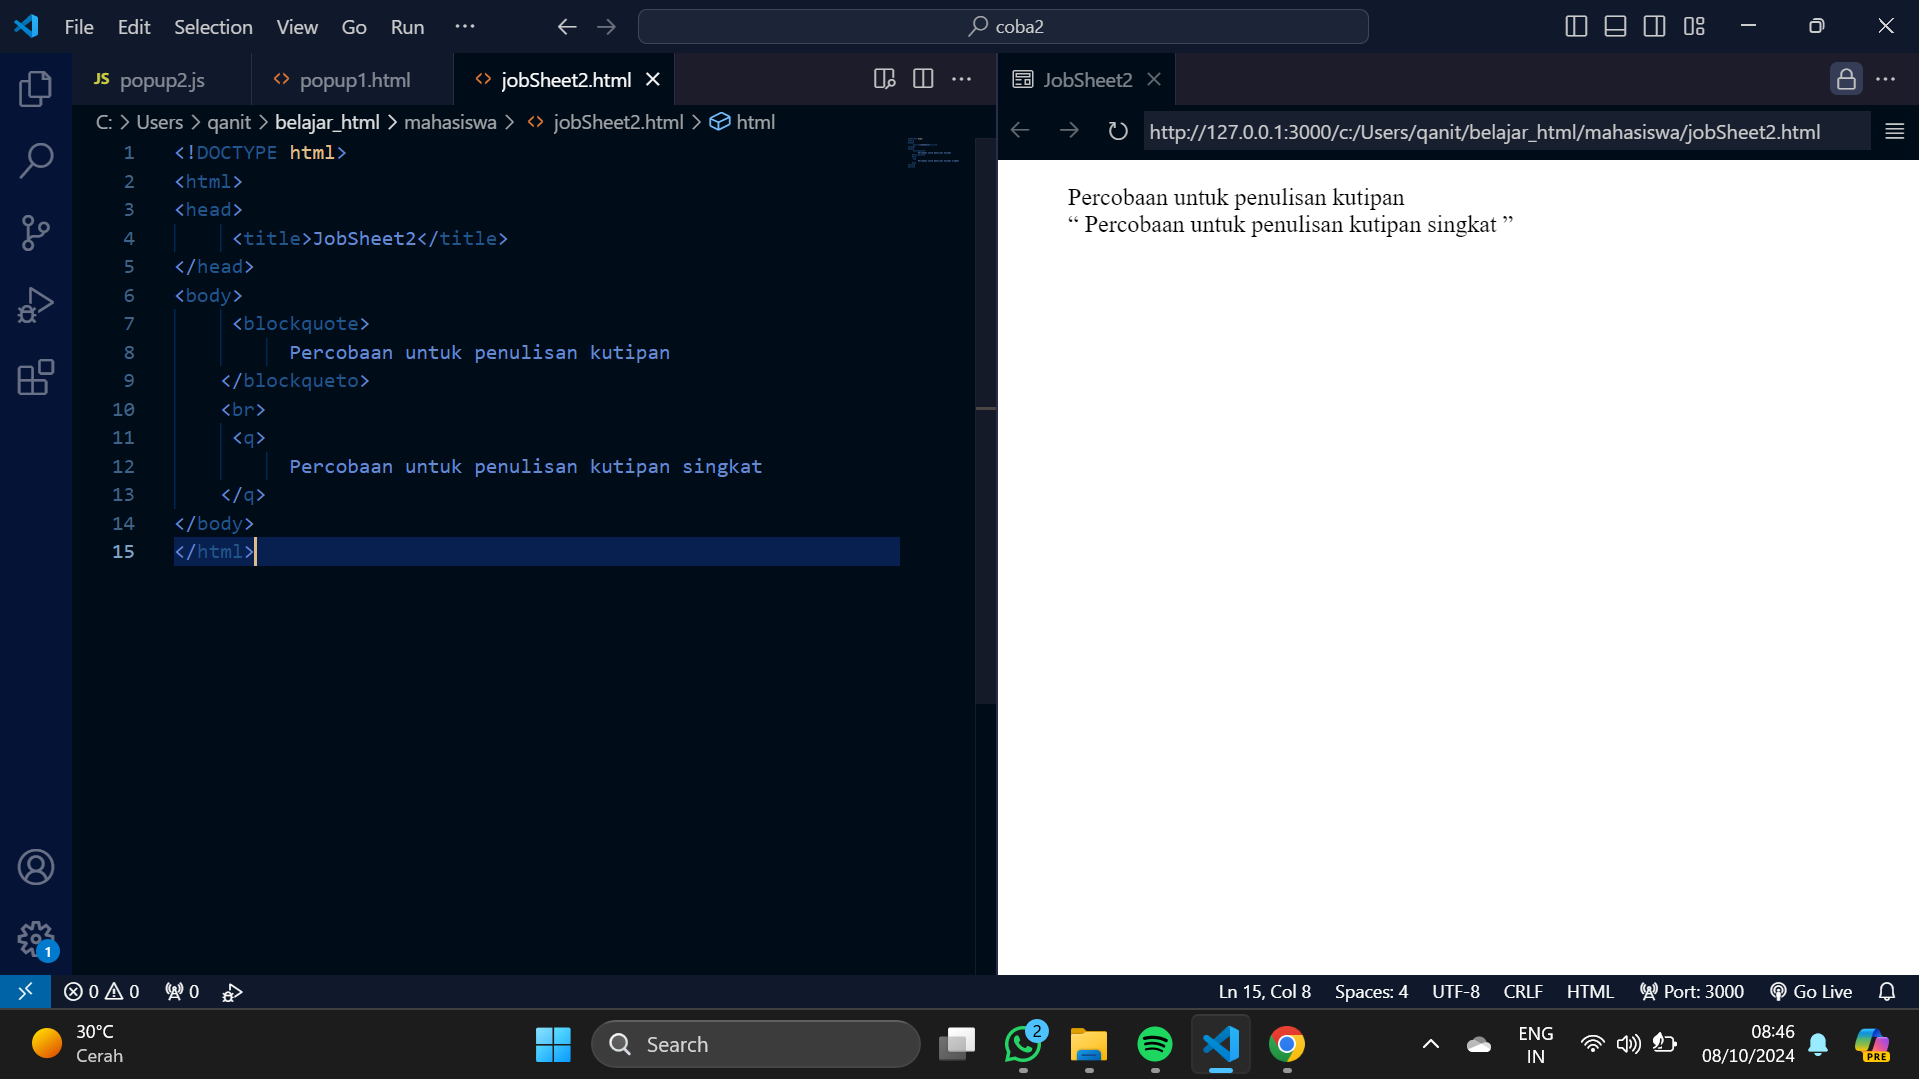 File Edit Selection View Go Run ···
coba2
JS popup2.js
<> popup1.html
<> jobSheet2.html
JobSheet2
C: > Users > qanit > belajar_html > mahasiswa > <> jobSheet2.html > html
http://127.0.0.1:3000/c:/Users/qanit/belajar_html/mahasiswa/jobSheet2.html
1 <!DOCTYPE html>
2 <html>
3 <head>
4 <title>JobSheet2</title>
5 </head>
6 <body>
7 <blockquote>
8 Percobaan untuk penulisan kutipan
9 </blockqueto>
10 <br>
11 <q>
12 Percobaan untuk penulisan kutipan singkat
13 </q>
14 </body>
15 </html>
Percobaan untuk penulisan kutipan
“ Percobaan untuk penulisan kutipan singkat ”
1
0 0 0
Ln 15, Col 8 Spaces: 4 UTF-8 CRLF HTML Port: 3000 Go Live
30°C
Cerah
Search
2
ENG
IN
08:46
08/10/2024
PRE